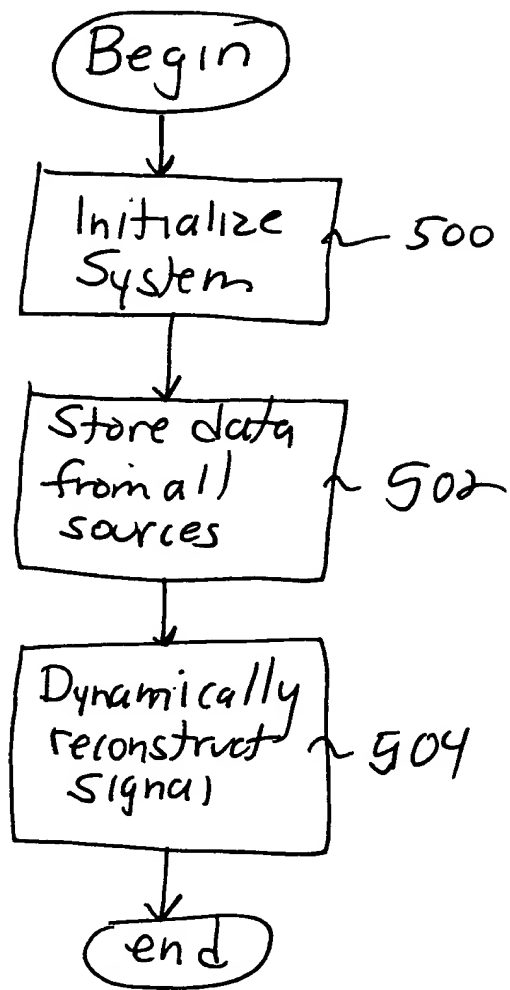 Begin
Initialize
System
500
Store data
from all
sources
502
Dynamically
reconstruct
signal
504
end